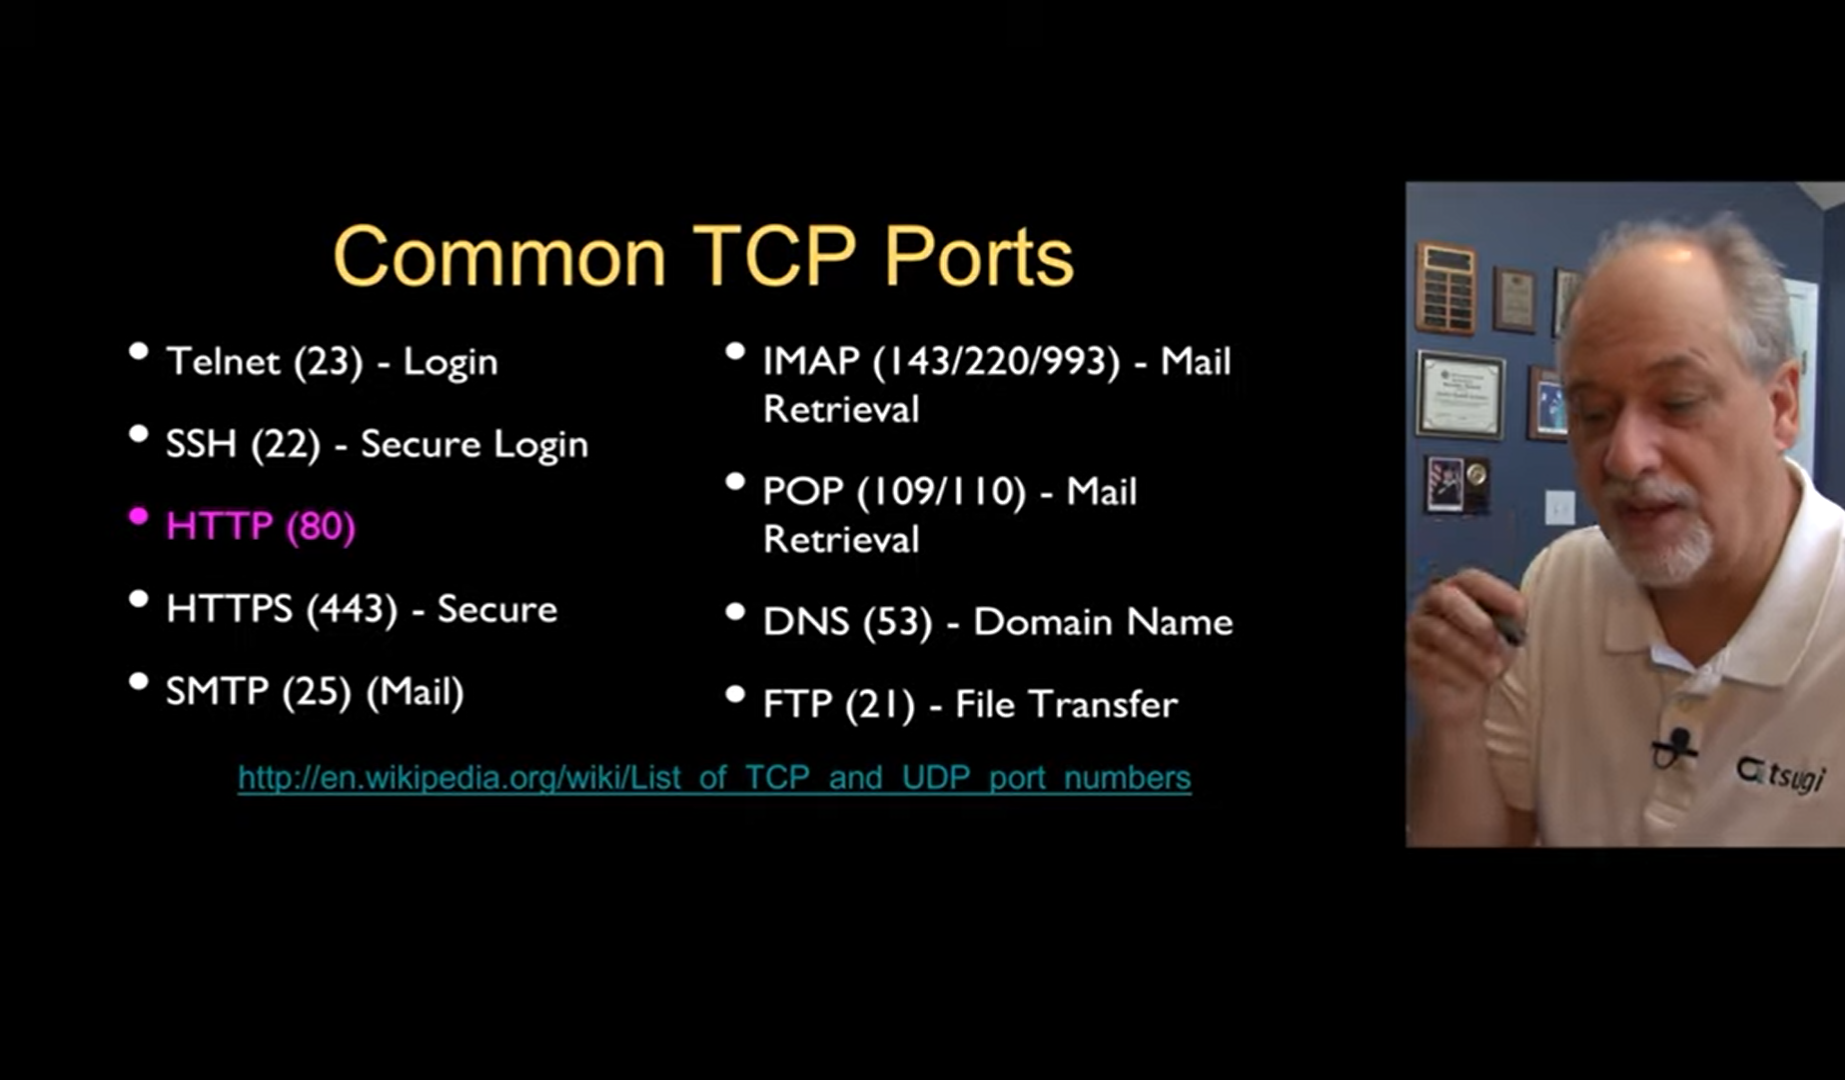 Common TCP Ports
• Telnet (23) - Login
• SSH (22) - Secure Login
• HTTP (80)
• HTTPS (443) - Secure
• SMTP (25) (Mail)
• IMAP (143/220/993) - Mail
Retrieval
• POP (109/110) - Mail
Retrieval
• DNS (53) - Domain Name
• FTP (21) - File Transfer
http://en.wikipedia.org/wiki/List_of_TCP_and_UDP_port_numbers
tsugi